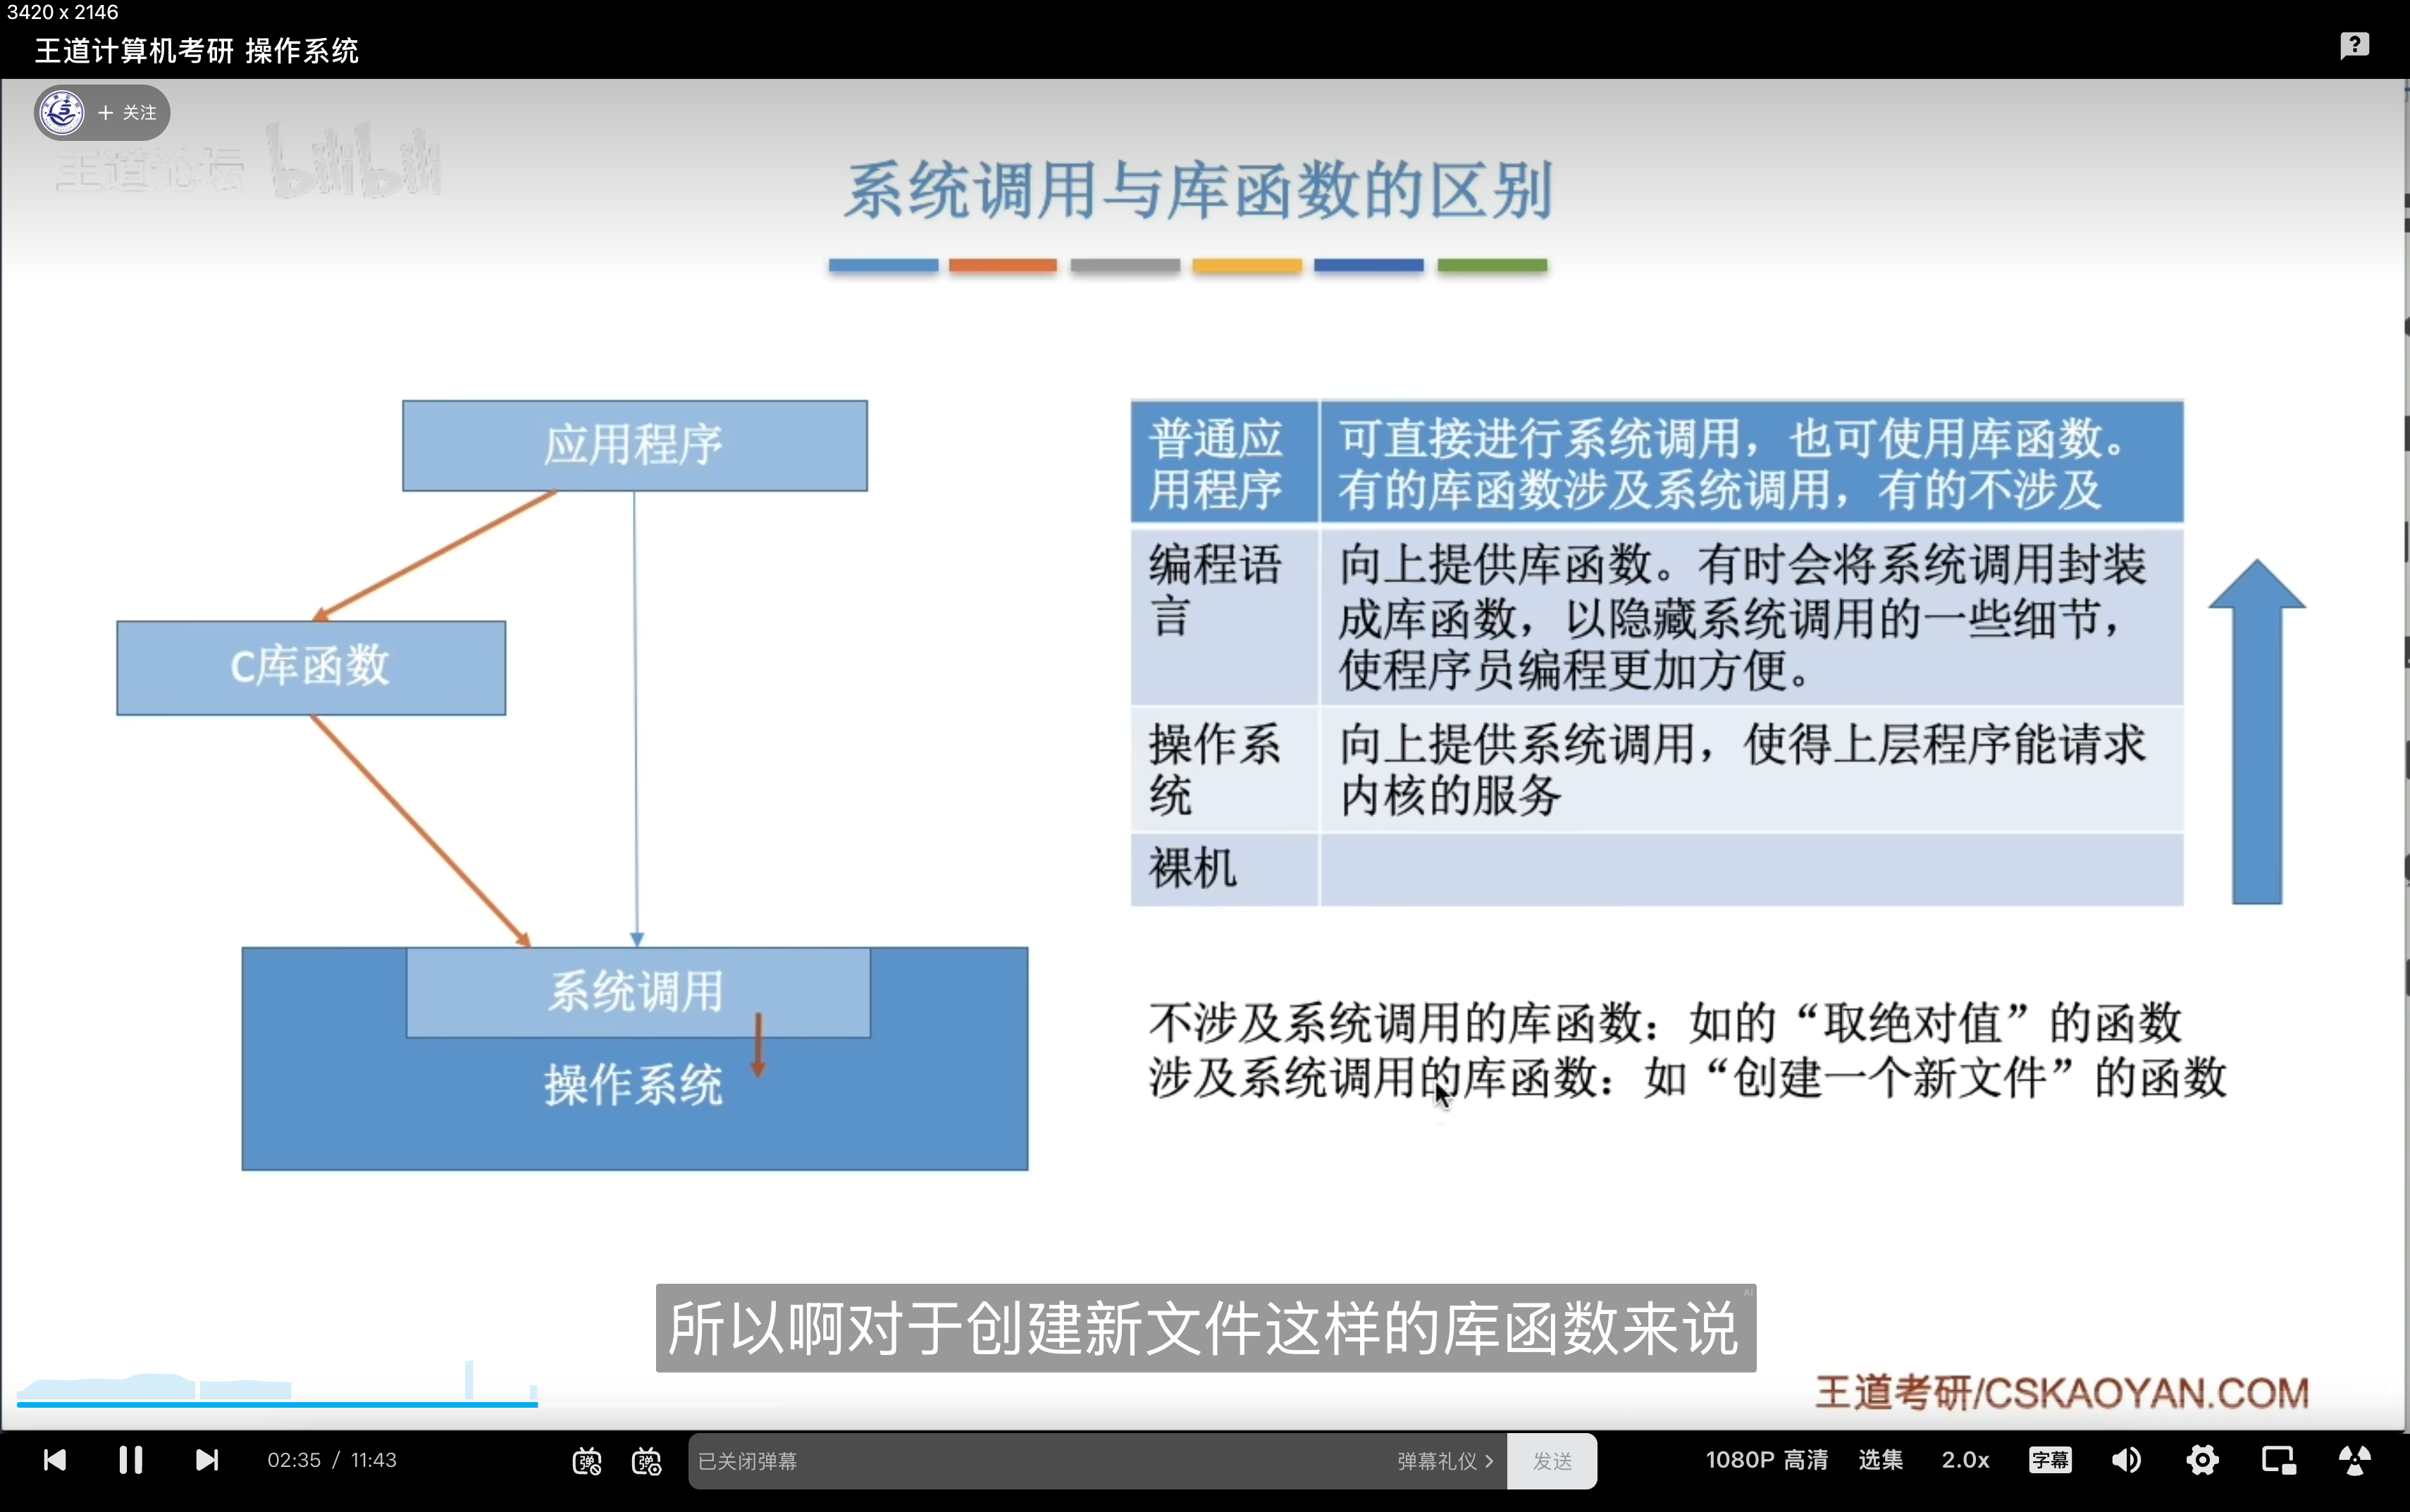 3420 x 2146
王道计算机考研 操作系统
+ 关注
王道论坛 bilibili
系统调用与库函数的区别
应用程序
C库函数
系统调用
操作系统
普通应
用程序
可直接进行系统调用，也可使用库函数。
有的库函数涉及系统调用，有的不涉及
编程语
言
向上提供库函数。有时会将系统调用封装
成库函数，以隐藏系统调用的一些细节，
使程序员编程更加方便。
操作系
统
向上提供系统调用，使得上层程序能请求
内核的服务
裸机
不涉及系统调用的库函数：如的“取绝对值”的函数
涉及系统调用的库函数：如“创建一个新文件”的函数
所以啊对于创建新文件这样的库函数来说
AI
王道考研/CSKAOYAN.COM
02:35 / 11:43
弹
弹
已关闭弹幕
弹幕礼仪 >
发送
1080P 高清
选集
2.0x
字幕